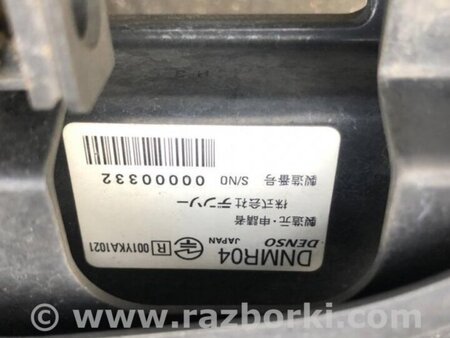 DNMR04
DENSO
JAPAN
R 001YKA1021
製造元・申請者
株式会社デンソー
製造番号 S/NO 00000332
© www.razborki.com